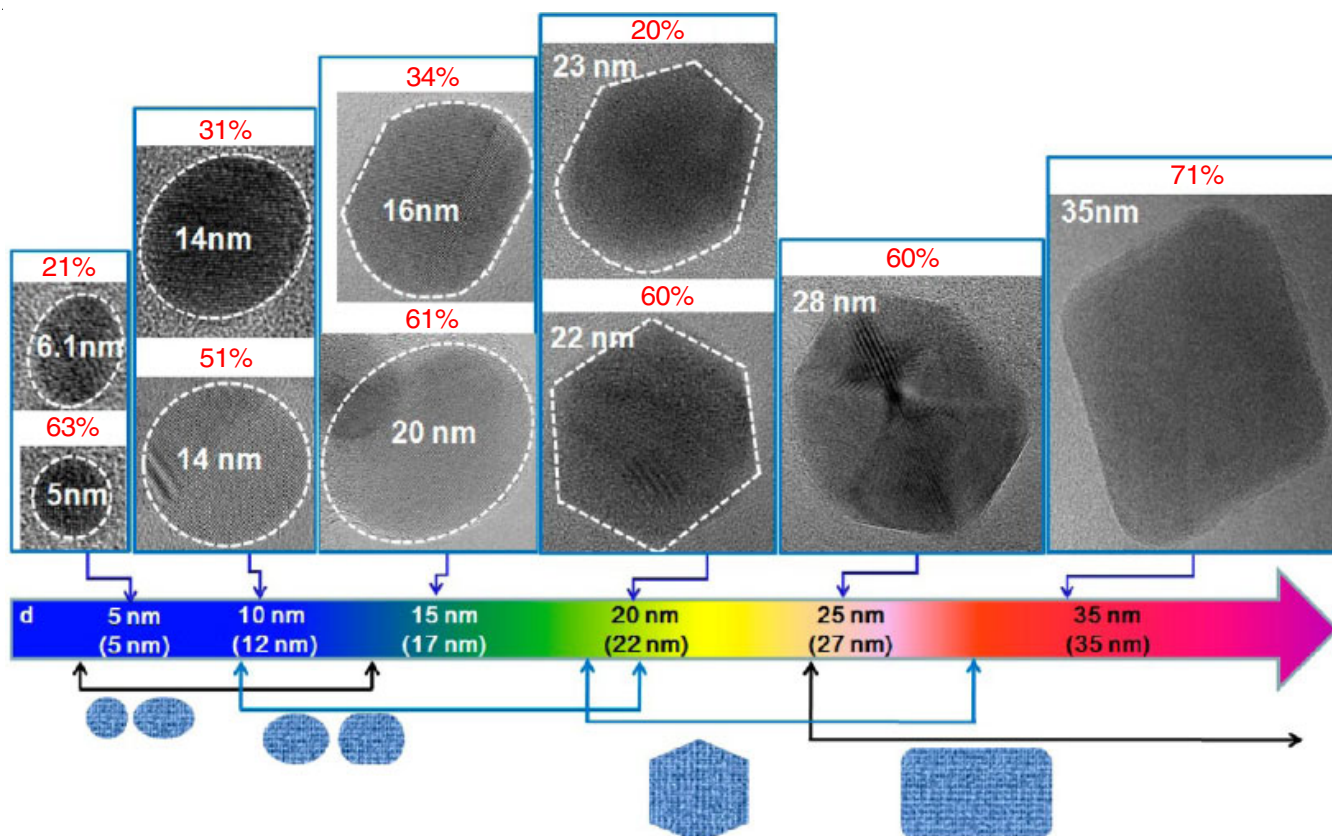 21%
6.1nm
63%
5nm
31%
14nm
51%
14 nm
34%
16nm
61%
20 nm
20%
23 nm
60%
22 nm
60%
28 nm
71%
35nm
d 5 nm 10 nm 15 nm 20 nm 25 nm 35 nm
(5 nm) (12 nm) (17 nm) (22 nm) (27 nm) (35 nm)